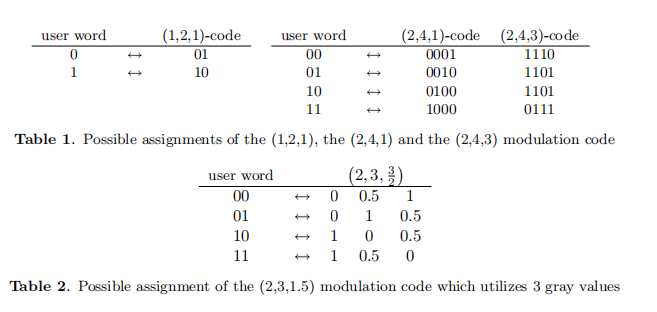 user word (1,2,1)-code user word (2,4,1)-code (2,4,3)-code
0 ↔ 01 00 ↔ 0001 1110
1 ↔ 10 01 ↔ 0010 1101
10 ↔ 0100 1101
11 ↔ 1000 0111
Table 1. Possible assignments of the (1,2,1), the (2,4,1) and the (2,4,3) modulation code
user word (2, 3, 3/2)
00 ↔ 0 0.5 1
01 ↔ 0 1 0.5
10 ↔ 1 0 0.5
11 ↔ 1 0.5 0
Table 2. Possible assignment of the (2,3,1.5) modulation code which utilizes 3 gray values